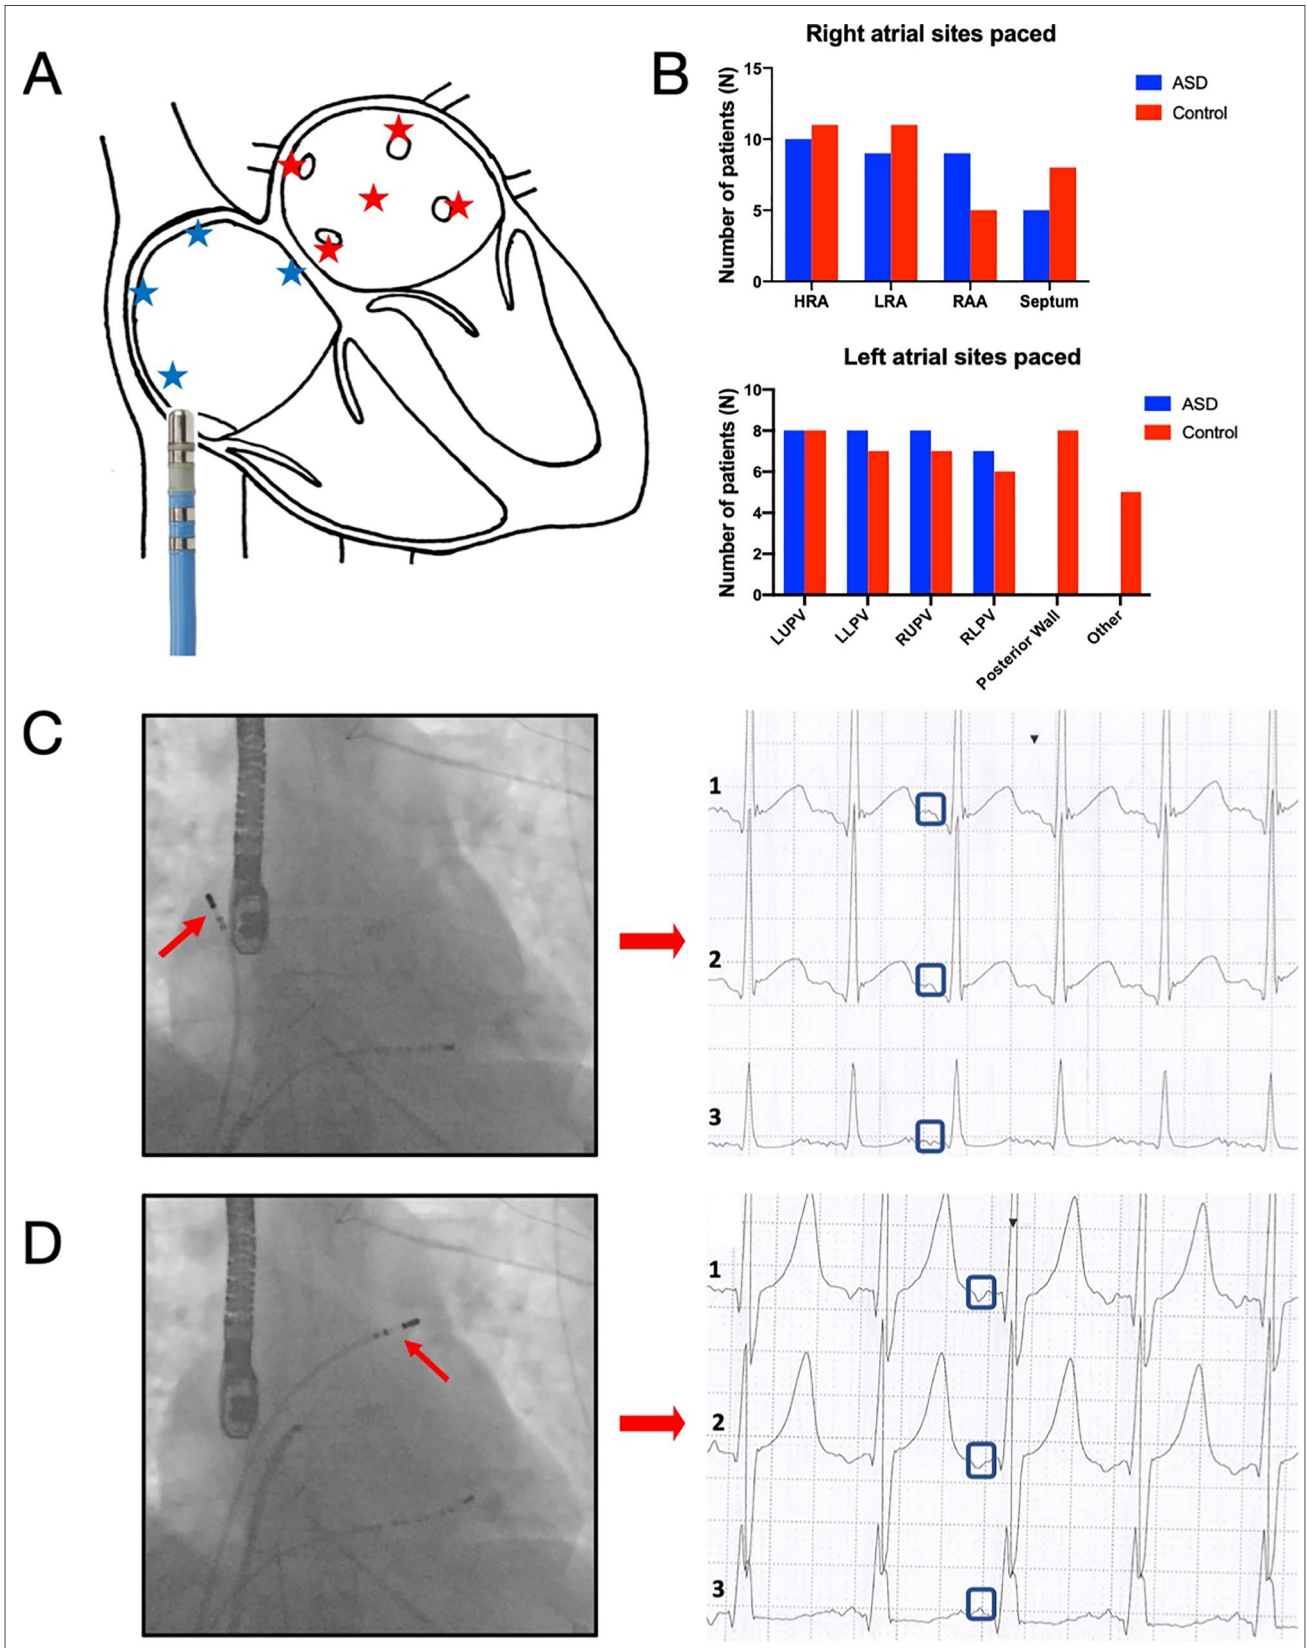 A
B
Right atrial sites paced
Number of patients (N)
15
10
5
0
HRA
LRA
RAA
Septum
ASD
Control
Left atrial sites paced
Number of patients (N)
10
8
6
4
2
0
LUPV
LLPV
RUPV
RLPV
Posterior Wall
Other
ASD
Control
C
1
2
3
D
1
2
3